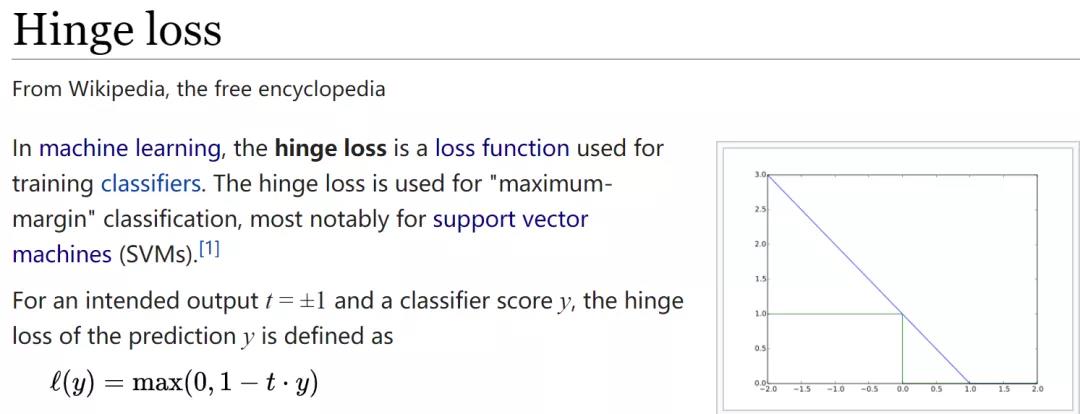 Hinge loss
From Wikipedia, the free encyclopedia
In machine learning, the hinge loss is a loss function used for
training classifiers. The hinge loss is used for "maximum-
margin" classification, most notably for support vector
machines (SVMs).[1]
For an intended output t = ±1 and a classifier score y, the hinge
loss of the prediction y is defined as
ℓ(y) = max(0, 1 − t · y)
3.0
2.5
2.0
1.5
1.0
0.5
0.0
−2.0 −1.5 −1.0 −0.5 0.0 0.5 1.0 1.5 2.0